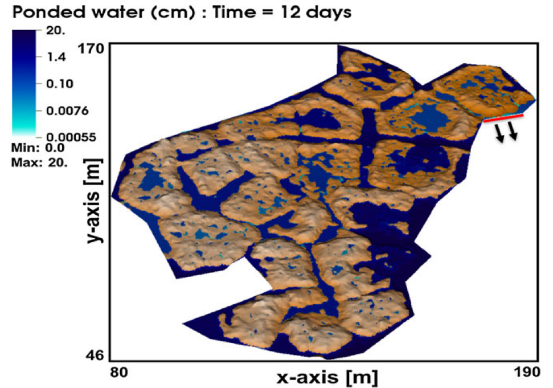 Ponded water (cm) : Time = 12 days
20.
1.4
0.10
0.0076
0.00055
Min: 0.0
Max: 20.
170
y-axis [m]
46
80
x-axis [m]
190